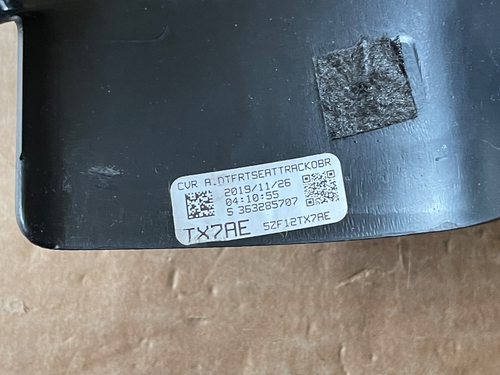 CVR A.OTFRTSEATTRACKOBR
2019/11/26
04:10:55
S 363285707
TX7AE 5ZF12TX7AE